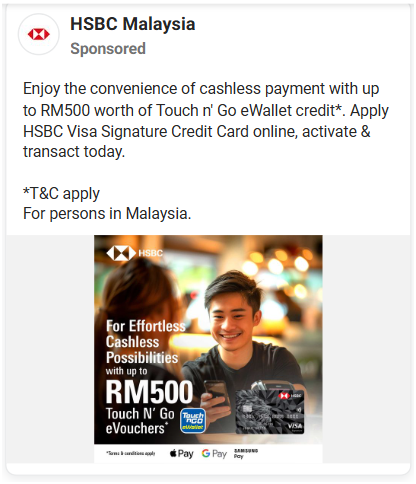 HSBC Malaysia
Sponsored
Enjoy the convenience of cashless payment with up
to RM500 worth of Touch n' Go eWallet credit*. Apply
HSBC Visa Signature Credit Card online, activate &
transact today.
*T&C apply
For persons in Malaysia.
HSBC
For Effortless
Cashless
Possibilities
with up to
RM500
Touch N' Go
eVouchers*
Touch
n GO
eWallet
HSBC
VISA
*Terms & conditions apply
Pay
G Pay
SAMSUNG
Pay